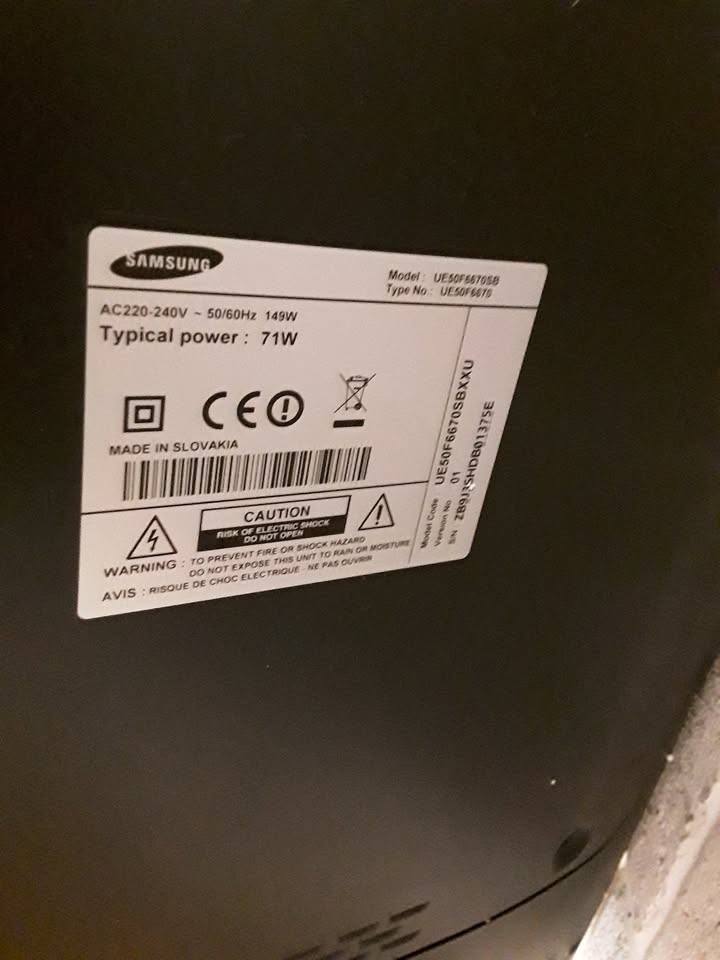 SAMSUNG
Model : UE50F6670SB
Type No. : UE50F6670
AC220-240V ~ 50/60Hz 149W
Typical power : 71W
CE
MADE IN SLOVAKIA
Model Code UE50F6670SBXXU
Version No 01
S/N ZB9J3SHDB01375E
CAUTION
RISK OF ELECTRIC SHOCK
DO NOT OPEN
WARNING : TO PREVENT FIRE OR SHOCK HAZARD
DO NOT EXPOSE THIS UNIT TO RAIN OR MOISTURE
AVIS : RISQUE DE CHOC ELECTRIQUE - NE PAS OUVRIR